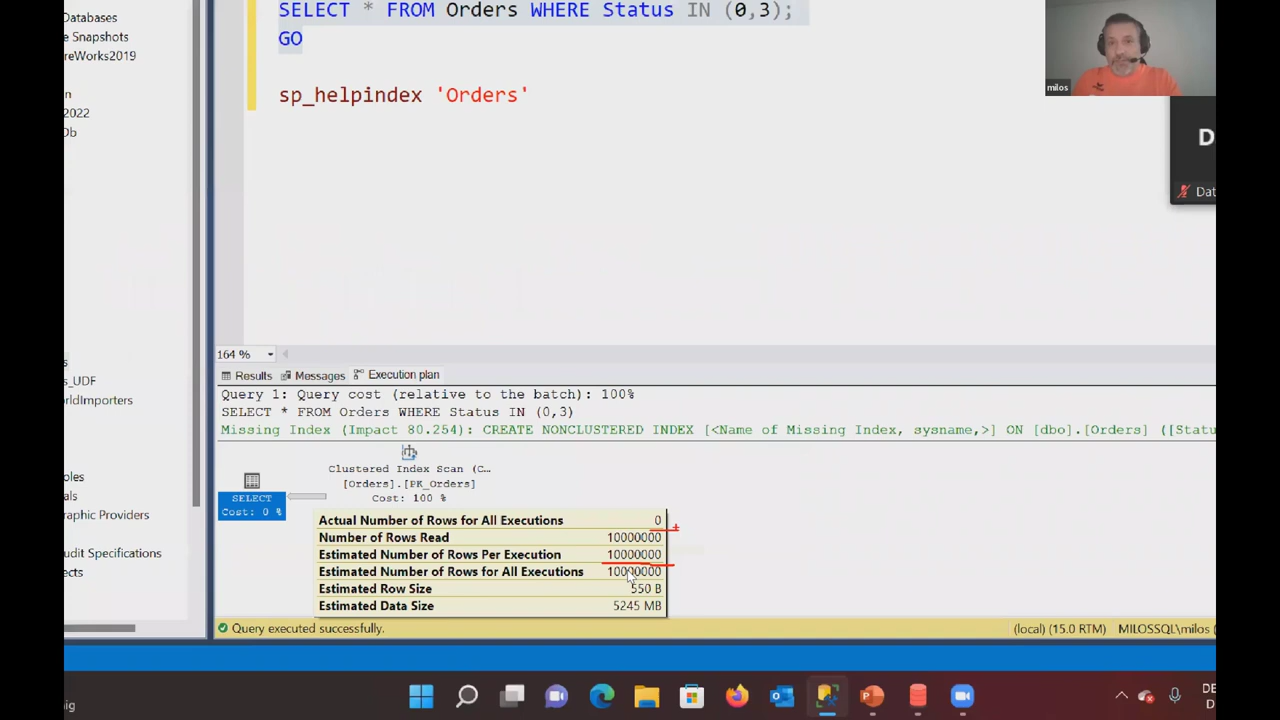 Databases
e Snapshots
reWorks2019
n
2022
Db
s
s_UDF
orldImporters
oles
als
graphic Providers
udit Specifications
ects
SELECT * FROM Orders WHERE Status IN (0,3);
GO
sp_helpindex 'Orders'
milos
D
Dat
164 %
Results
Messages
Execution plan
Query 1: Query cost (relative to the batch): 100%
SELECT * FROM Orders WHERE Status IN (0,3)
Missing Index (Impact 80.254): CREATE NONCLUSTERED INDEX [<Name of Missing Index, sysname,>] ON [dbo].[Orders] ([Statu
SELECT
Cost: 0 %
Clustered Index Scan (C…
[Orders].[PK_Orders]
Cost: 100 %
Actual Number of Rows for All Executions 0
Number of Rows Read 10000000
Estimated Number of Rows Per Execution 10000000
Estimated Number of Rows for All Executions 10000000
Estimated Row Size 550 B
Estimated Data Size 5245 MB
Query executed successfully.
(local) (15.0 RTM)
MILOSSQL\milos (
nig
DE
D